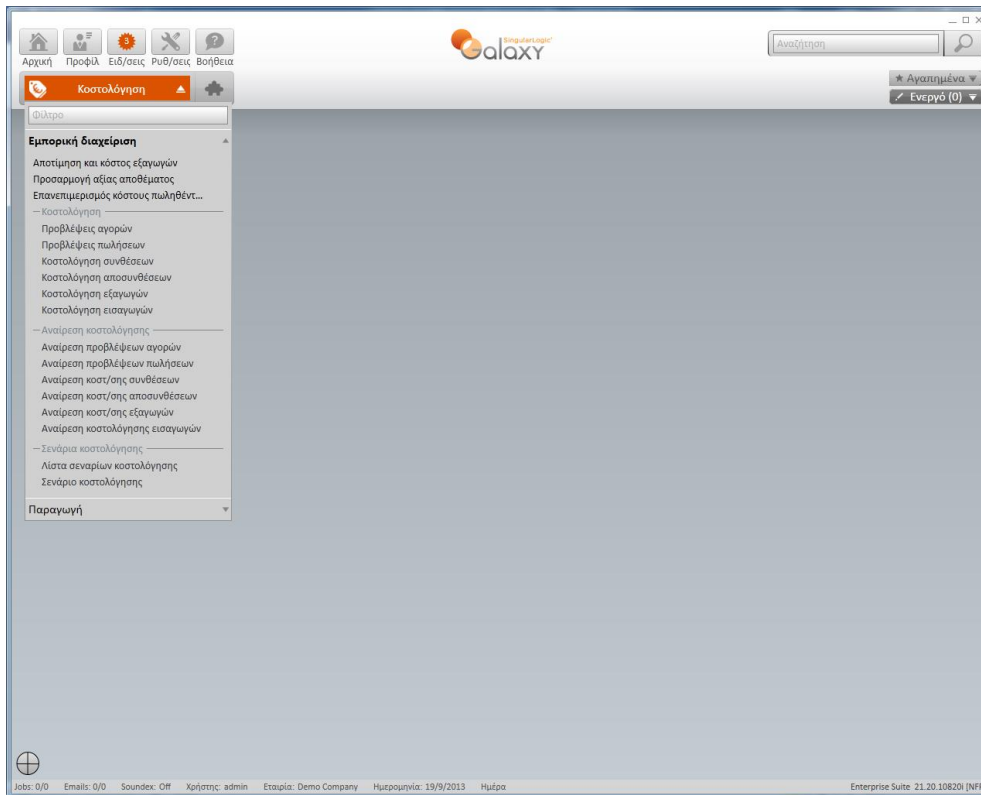 SingularLogic
Galaxy
Αναζήτηση
Αρχική Προφίλ Ειδ/σεις Ρυθ/σεις Βοήθεια
3
?
Κοστολόγηση
Αγαπημένα
Ενεργό (0)
Φίλτρο
Εμπορική διαχείριση
Αποτίμηση και κόστος εξαγωγών
Προσαρμογή αξίας αποθέματος
Επανεπιμερισμός κόστους πωληθέντ...
Κοστολόγηση
Προβλέψεις αγορών
Προβλέψεις πωλήσεων
Κοστολόγηση συνθέσεων
Κοστολόγηση αποσυνθέσεων
Κοστολόγηση εξαγωγών
Κοστολόγηση εισαγωγών
Αναίρεση κοστολόγησης
Αναίρεση προβλέψεων αγορών
Αναίρεση προβλέψεων πωλήσεων
Αναίρεση κοστ/σης συνθέσεων
Αναίρεση κοστ/σης αποσυνθέσεων
Αναίρεση κοστ/σης εξαγωγών
Αναίρεση κοστολόγησης εισαγωγών
Σενάρια κοστολόγησης
Λίστα σεναρίων κοστολόγησης
Σενάριο κοστολόγησης
Παραγωγή
Jobs: 0/0 Emails: 0/0 Soundex: Off Χρήστης: admin Εταιρία: Demo Company Ημερομηνία: 19/9/2013 Ημέρα Enterprise Suite 21.20.10820i [NFR